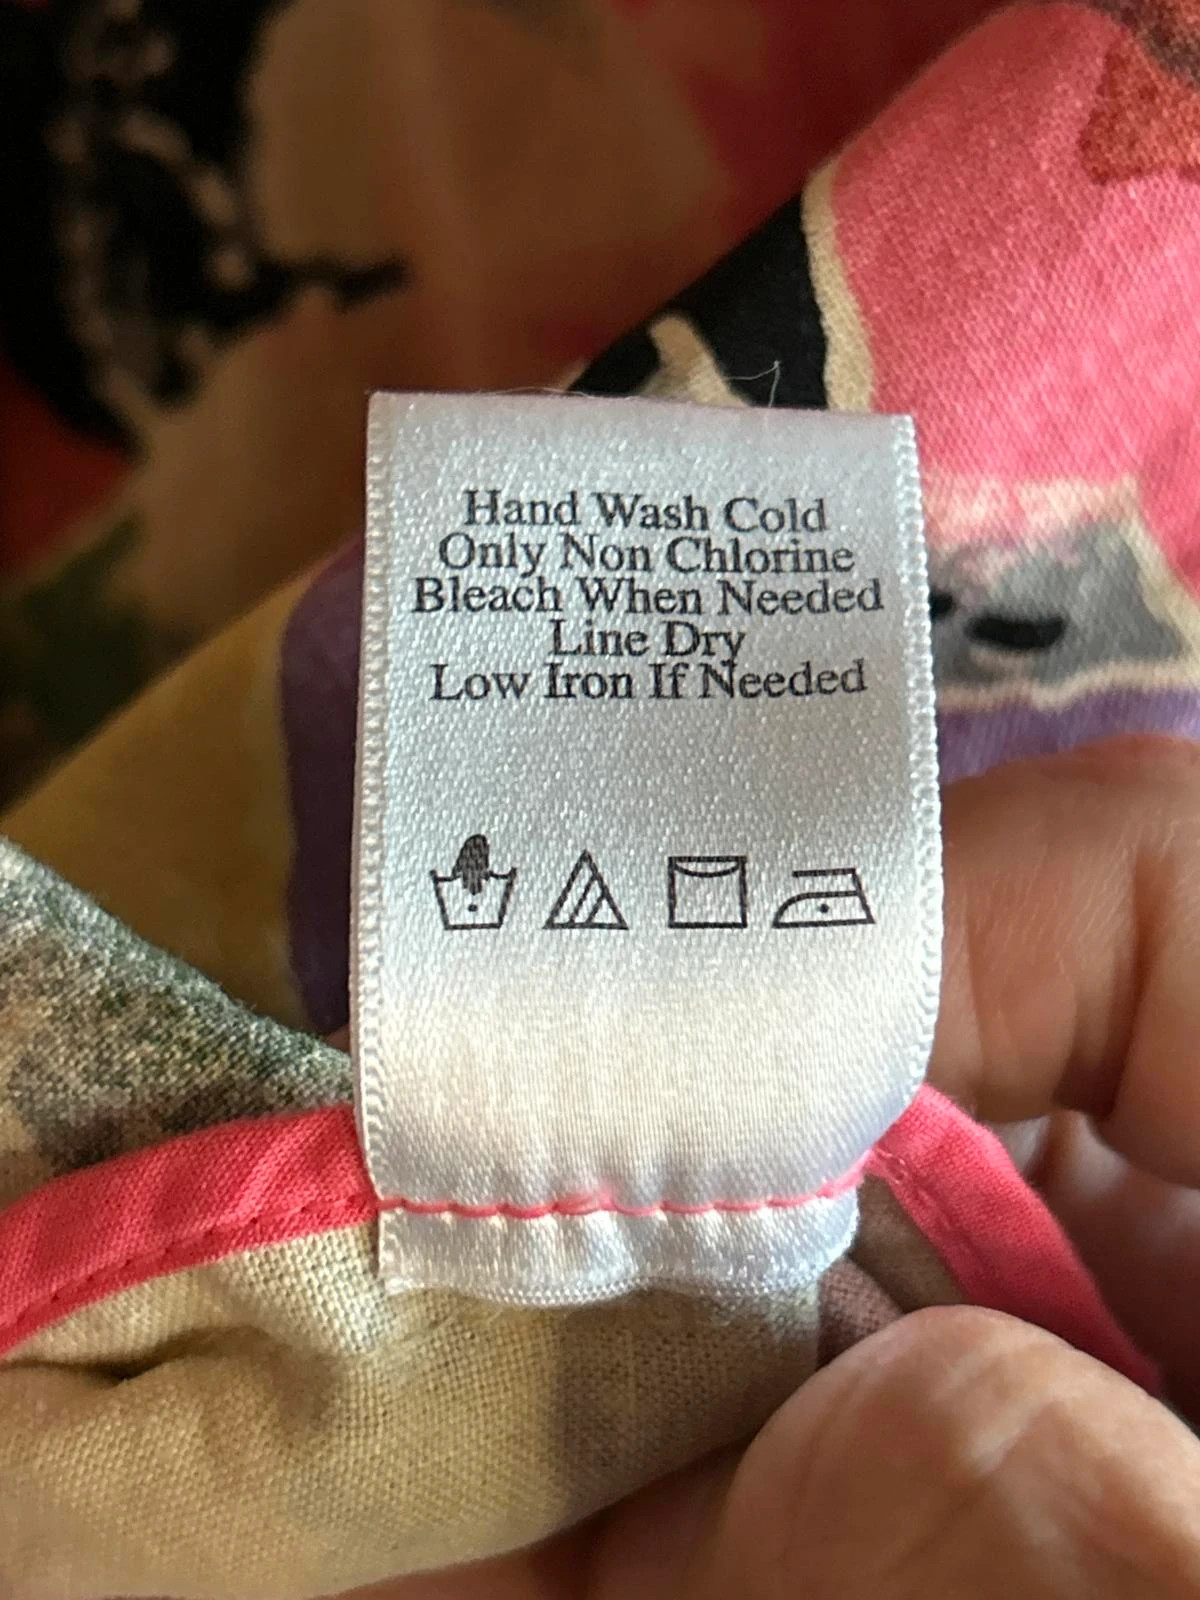 Hand Wash Cold
Only Non Chlorine
Bleach When Needed
Line Dry
Low Iron If Needed